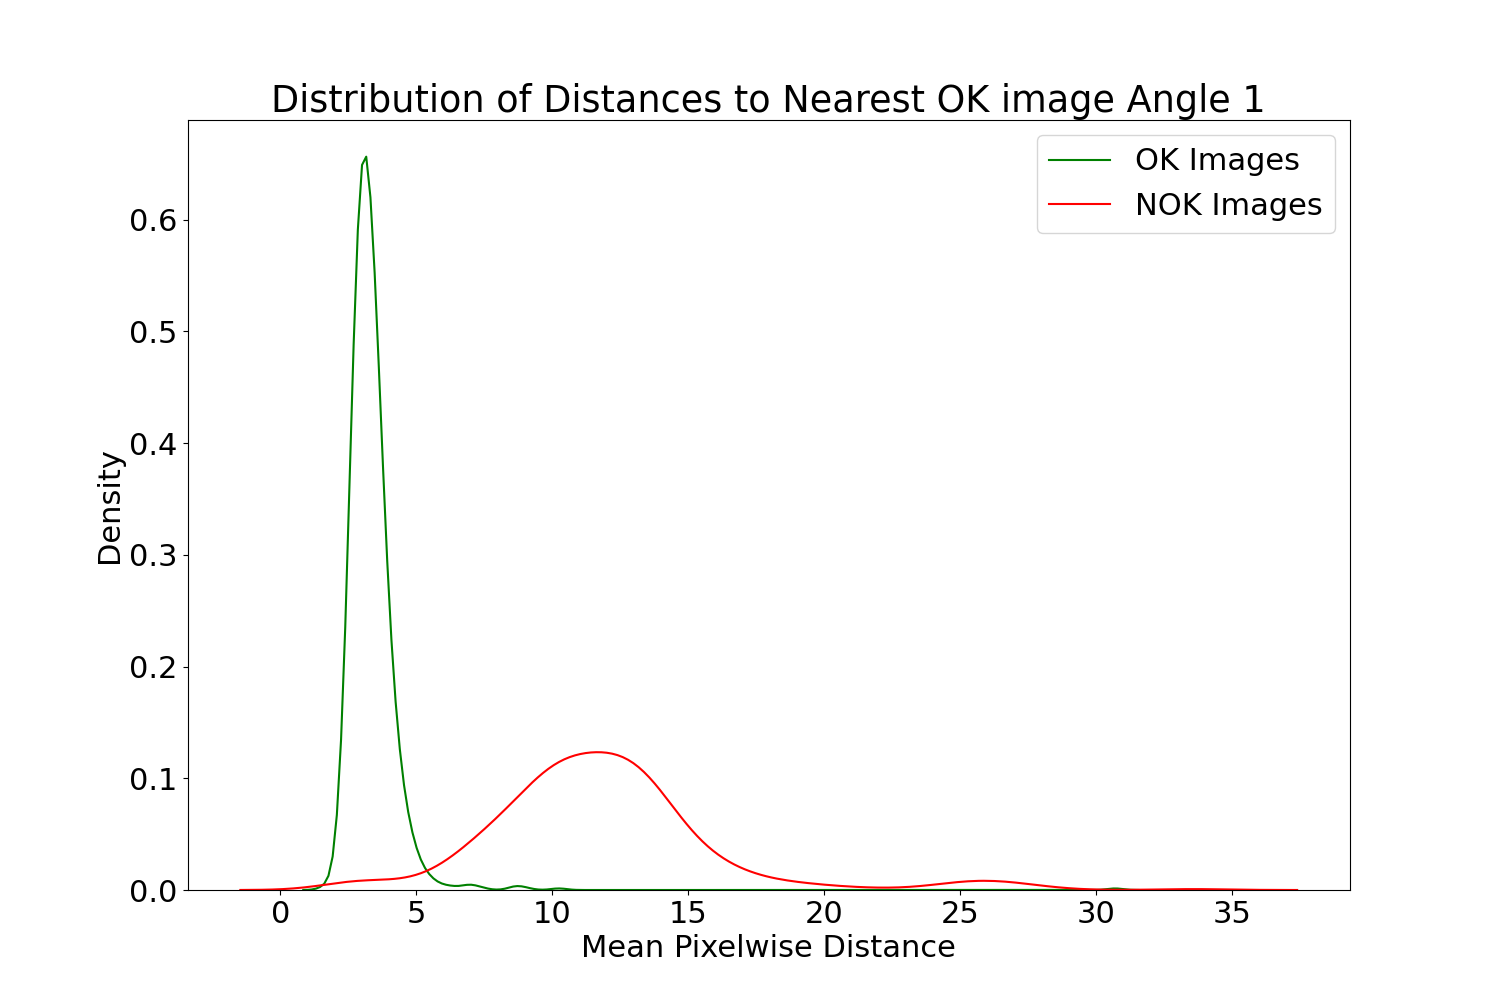 Distribution of Distances to Nearest OK image Angle 1
OK Images
NOK Images
Density
0.6
0.5
0.4
0.3
0.2
0.1
0.0
0 5 10 15 20 25 30 35
Mean Pixelwise Distance